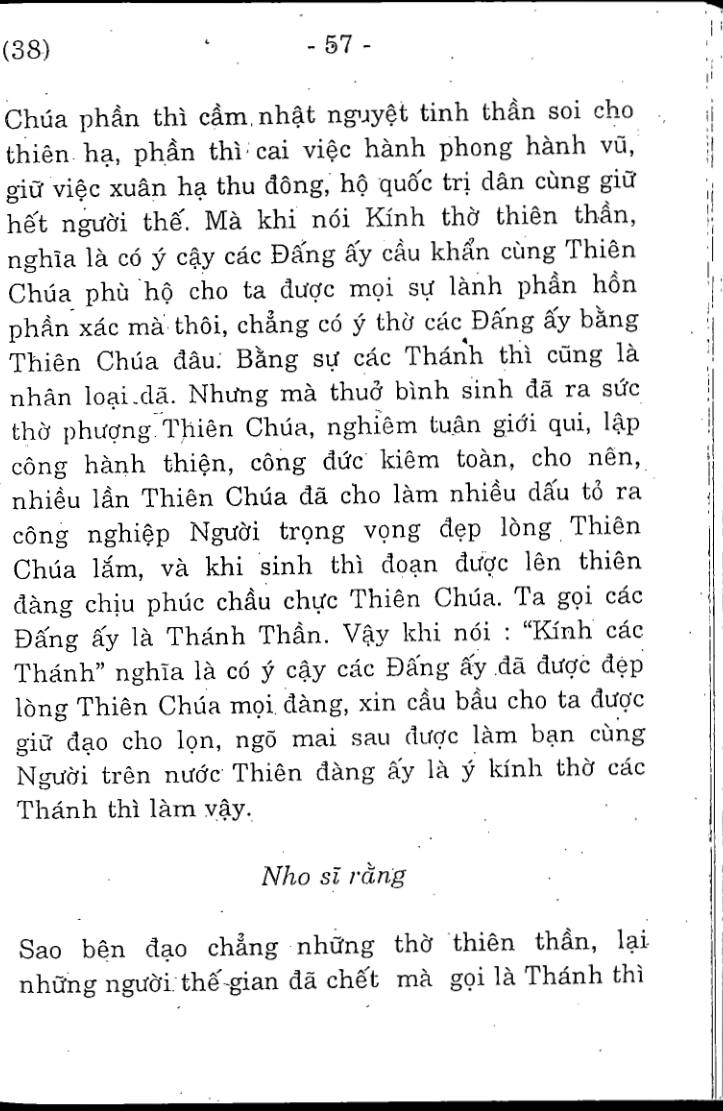 (38)
- 57 -
Chúa phần thì cầm nhật nguyệt tinh thần soi cho
thiên hạ, phần thì cai việc hành phong hành vũ,
giữ việc xuân hạ thu đông, hộ quốc trị dân cùng giữ
hết người thế. Mà khi nói Kính thờ thiên thần,
nghĩa là có ý cậy các Đấng ấy cầu khẩn cùng Thiên
Chúa phù hộ cho ta được mọi sự lành phần hồn
phần xác mà thôi, chẳng có ý thờ các Đấng ấy bằng
Thiên Chúa đâu. Bằng sự các Thánh thì cũng là
nhân loại dã. Nhưng mà thuở bình sinh đã ra sức
thờ phượng Thiên Chúa, nghiêm tuân giới qui, lập
công hành thiện, công đức kiêm toàn, cho nên,
nhiều lần Thiên Chúa đã cho làm nhiều dấu tỏ ra
công nghiệp Người trọng vọng đẹp lòng Thiên
Chúa lắm, và khi sinh thì đoạn được lên thiên
đàng chịu phúc chầu chực Thiên Chúa. Ta gọi các
Đấng ấy là Thánh Thần. Vậy khi nói : “Kính các
Thánh” nghĩa là có ý cậy các Đấng ấy đã được đẹp
lòng Thiên Chúa mọi đàng, xin cầu bầu cho ta được
giữ đạo cho lọn, ngõ mai sau được làm bạn cùng
Người trên nước Thiên đàng ấy là ý kính thờ các
Thánh thì làm vậy.
Nho sĩ rằng
Sao bên đạo chẳng những thờ thiên thần, lại
những người thế gian đã chết mà gọi là Thánh thì